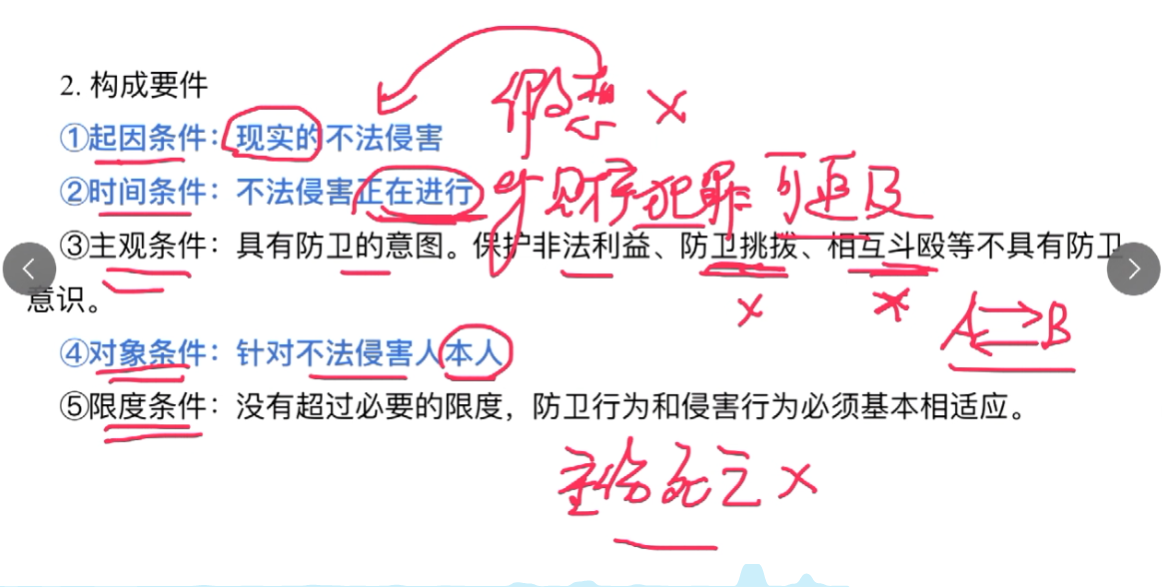 2. 构成要件
假想 ×
①起因条件：现实的不法侵害
②时间条件：不法侵害正在进行
财产犯罪 可追及
③主观条件：具有防卫的意图。保护非法利益、防卫挑拨、相互斗殴等不具有防卫
意识。
×
×
A B
④对象条件：针对不法侵害人本人
⑤限度条件：没有超过必要的限度，防卫行为和侵害行为必须基本相适应。
重伤死亡 ×